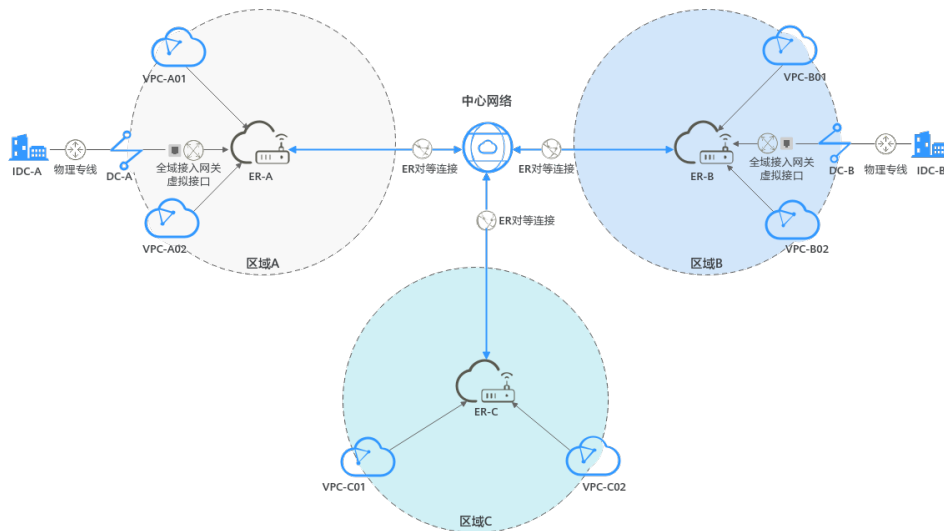 VPC-A01
IDC-A
物理专线
DC-A
全域接入网关
虚拟接口
ER-A
VPC-A02
区域A
ER对等连接
中心网络
ER对等连接
ER对等连接
VPC-B01
ER-B
全域接入网关
虚拟接口
DC-B
物理专线
IDC-B
VPC-B02
区域B
ER-C
VPC-C01
VPC-C02
区域C